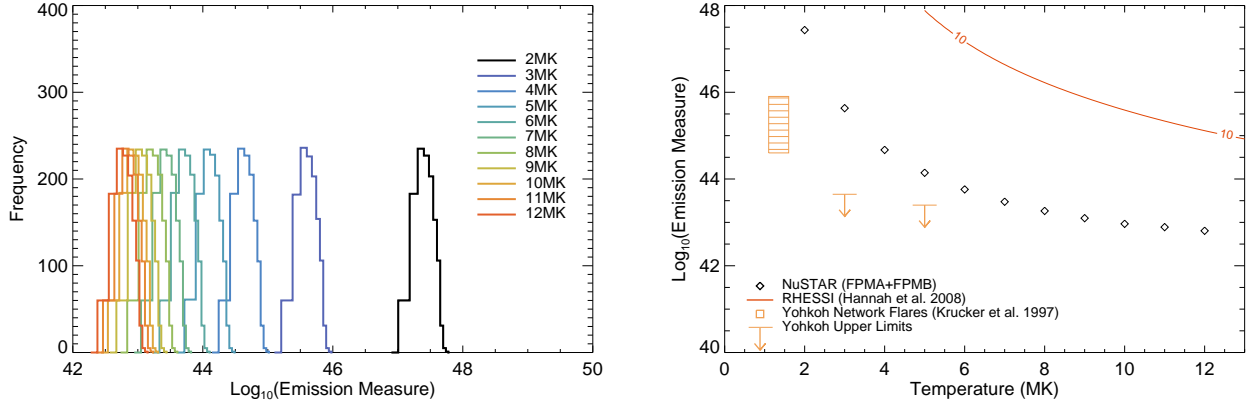 400
300
200
100
0
Frequency
42
44
46
48
50
Log10(Emission Measure)
2MK
3MK
4MK
5MK
6MK
7MK
8MK
9MK
10MK
11MK
12MK
48
46
44
42
40
Log10(Emission Measure)
10
10
NuSTAR (FPMA+FPMB)
RHESSI (Hannah et al. 2008)
Yohkoh Network Flares (Krucker et al. 1997)
Yohkoh Upper Limits
0
2
4
6
8
10
12
Temperature (MK)